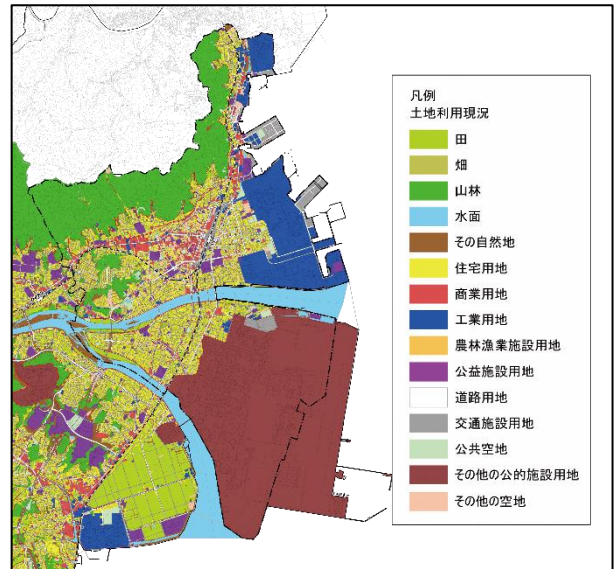 凡例
土地利用現況
田
畑
山林
水面
その自然地
住宅用地
商業用地
工業用地
農林漁業施設用地
公益施設用地
道路用地
交通施設用地
公共空地
その他の公的施設用地
その他の空地